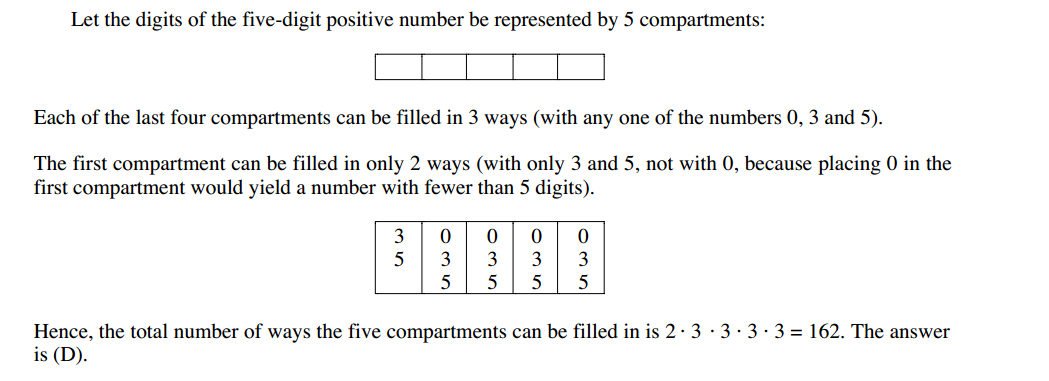 Let the digits of the five-digit positive number be represented by 5 compartments:
Each of the last four compartments can be filled in 3 ways (with any one of the numbers 0, 3 and 5).
The first compartment can be filled in only 2 ways (with only 3 and 5, not with 0, because placing 0 in the
first compartment would yield a number with fewer than 5 digits).
3 0 0 0 0
5 3 3 3 3
5 5 5 5
Hence, the total number of ways the five compartments can be filled in is 2 · 3 · 3 · 3 · 3 = 162. The answer
is (D).